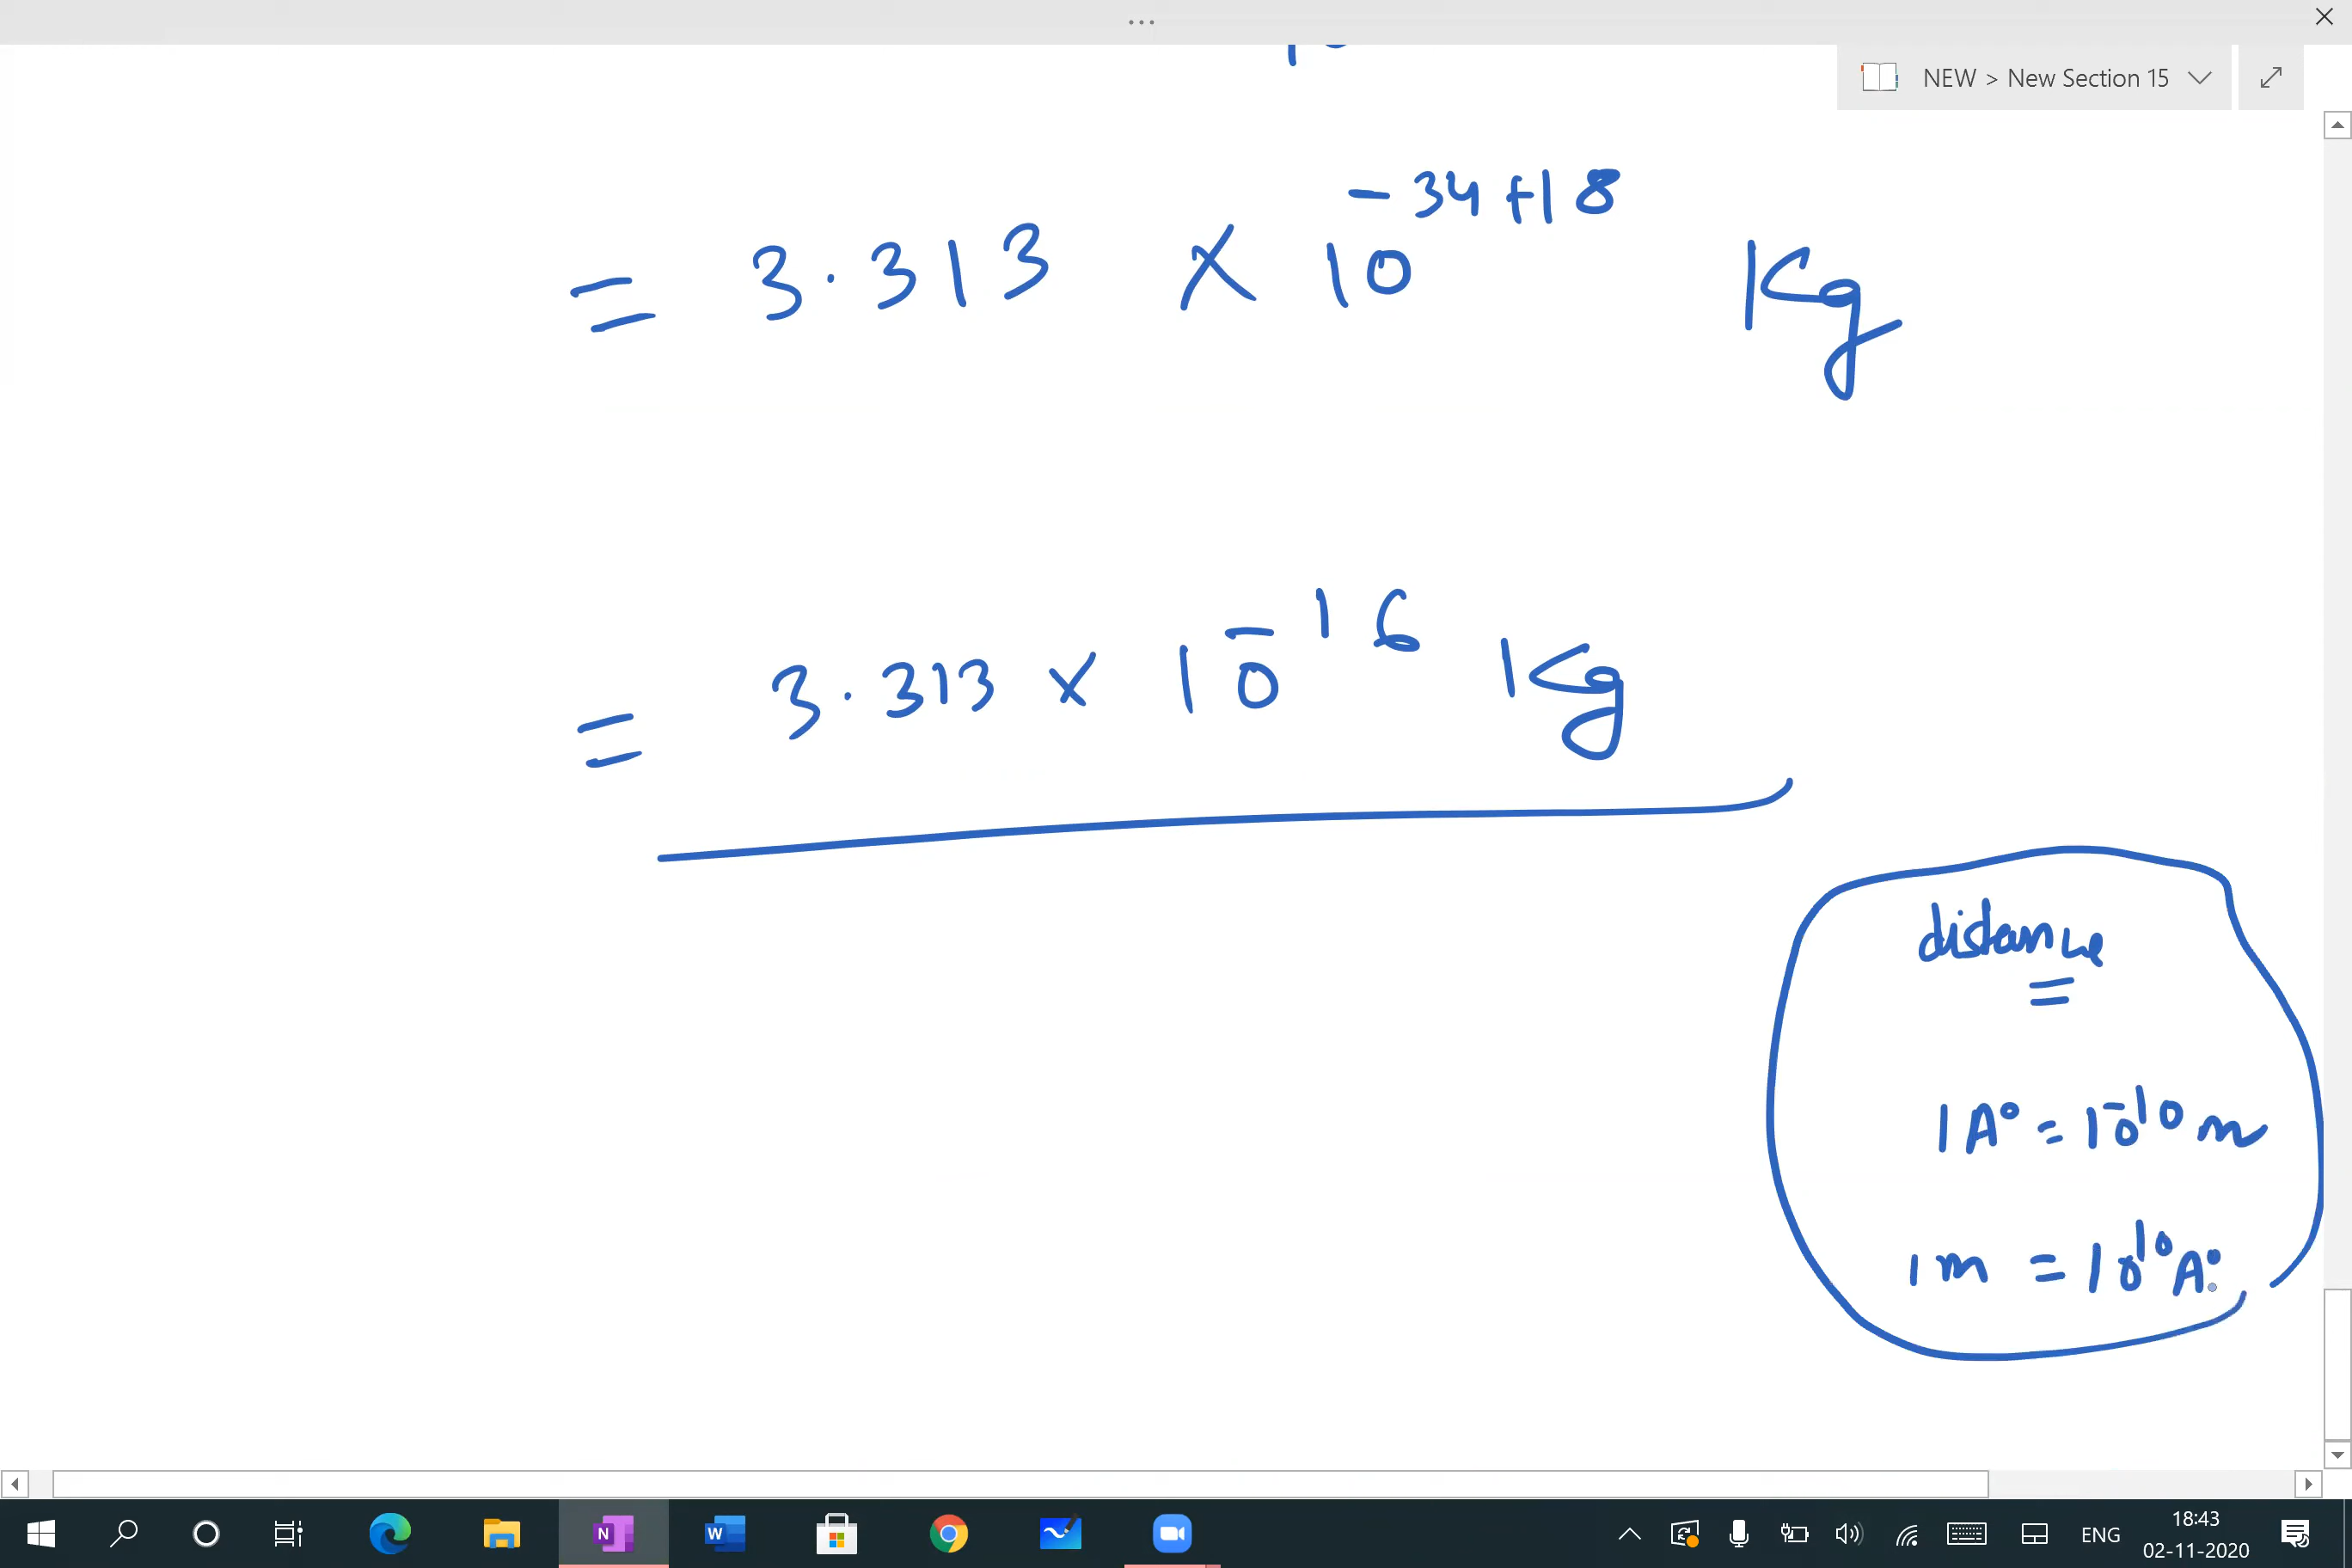 NEW > New Section 15
= 3.313 × 10^-34+18 Kg
= 3.313 × 10^-16 Kg
distance
1 A° = 10^-10 m
1 m = 10^10 A°
ENG
18:43
02-11-2020